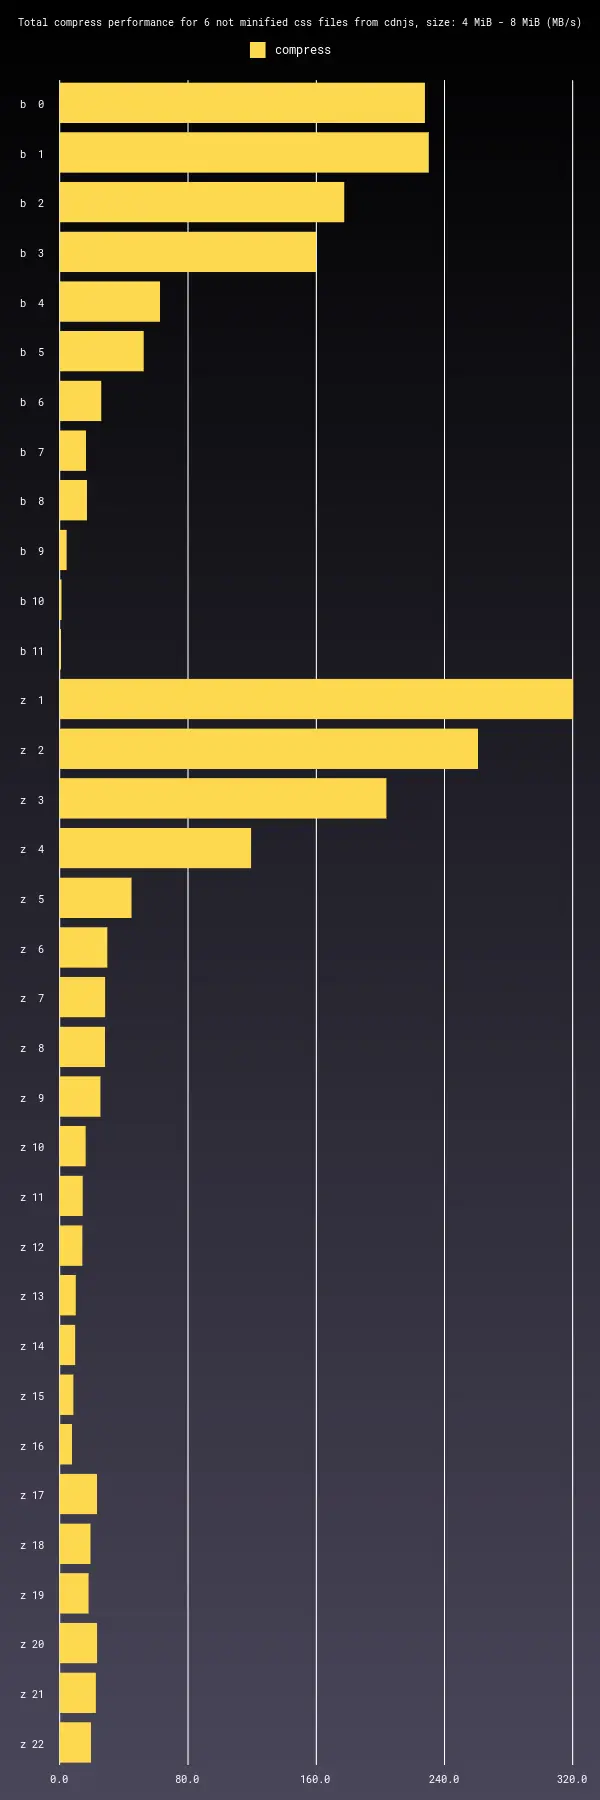 Total compress performance for 6 not minified css files from cdnjs, size: 4 MiB - 8 MiB (MB/s)
compress
b 0
b 1
b 2
b 3
b 4
b 5
b 6
b 7
b 8
b 9
b 10
b 11
z 1
z 2
z 3
z 4
z 5
z 6
z 7
z 8
z 9
z 10
z 11
z 12
z 13
z 14
z 15
z 16
z 17
z 18
z 19
z 20
z 21
z 22
0.0 80.0 160.0 240.0 320.0